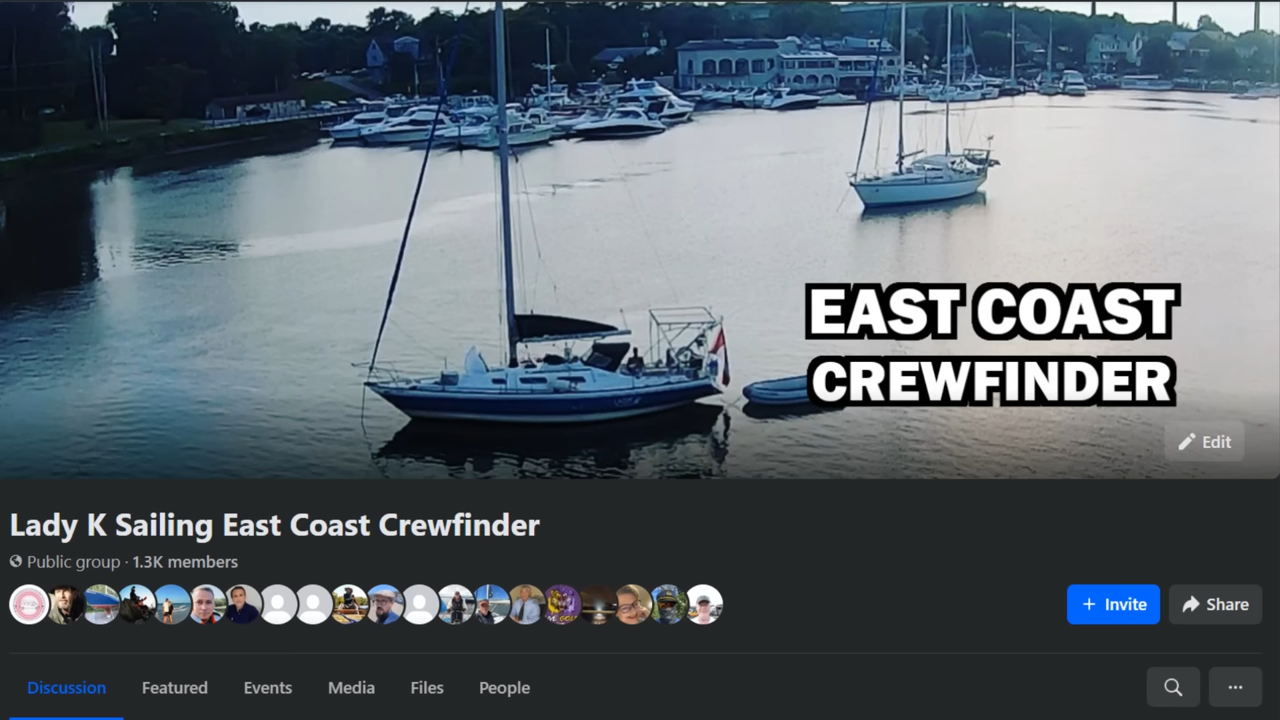 EAST COAST
CREWFINDER
Edit
Lady K Sailing East Coast Crewfinder
Public group · 1.3K members
+ Invite
Share
Discussion
Featured
Events
Media
Files
People